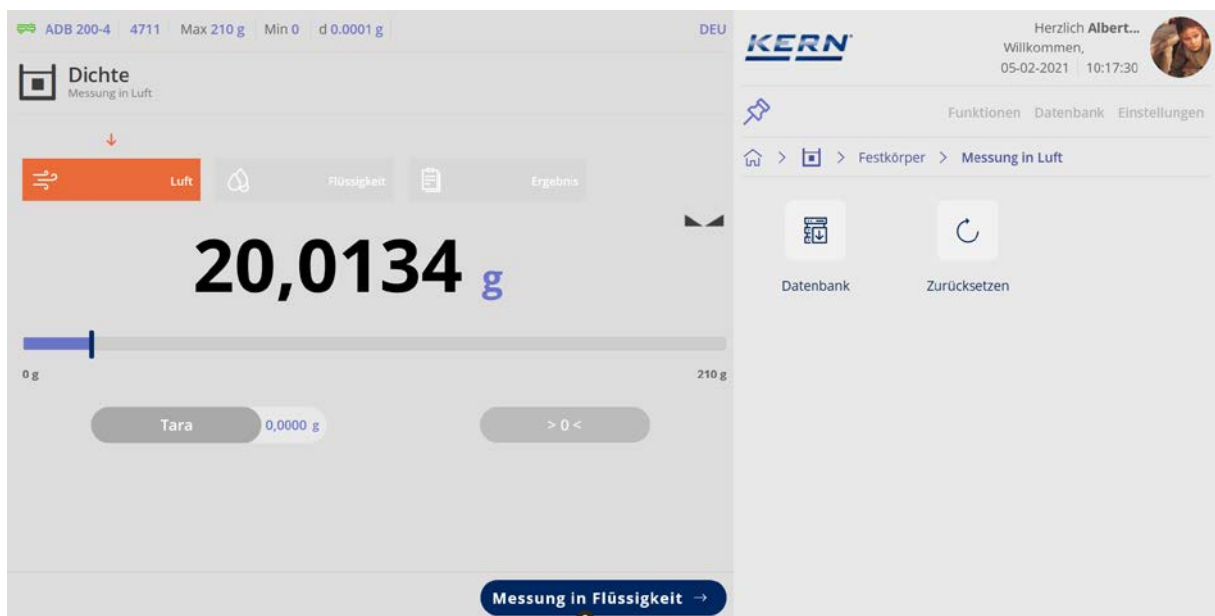 ADB 200-4 4711 Max 210 g Min 0 d 0.0001 g DEU
Dichte
Messung in Luft
Luft Flüssigkeit Ergebnis
20,0134 g
0 g 210 g
Tara 0,0000 g > 0 <
Messung in Flüssigkeit →
KERN
Herzlich Albert...
Willkommen,
05-02-2021 10:17:30
Funktionen Datenbank Einstellungen
> > Festkörper > Messung in Luft
Datenbank Zurücksetzen